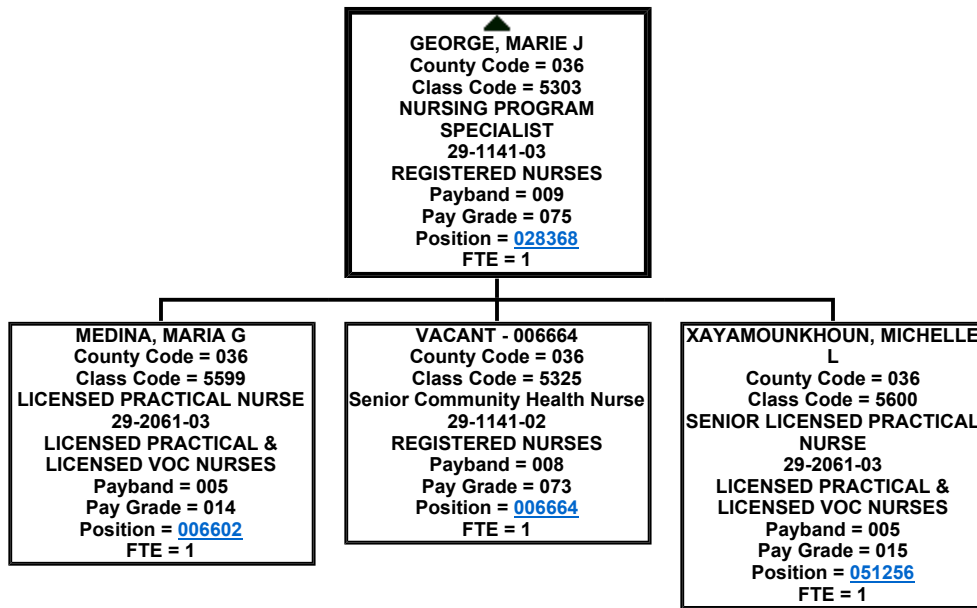 GEORGE, MARIE J
County Code = 036
Class Code = 5303
NURSING PROGRAM
SPECIALIST
29-1141-03
REGISTERED NURSES
Payband = 009
Pay Grade = 075
Position = 028368
FTE = 1
MEDINA, MARIA G
County Code = 036
Class Code = 5599
LICENSED PRACTICAL NURSE
29-2061-03
LICENSED PRACTICAL &
LICENSED VOC NURSES
Payband = 005
Pay Grade = 014
Position = 006602
FTE = 1
VACANT - 006664
County Code = 036
Class Code = 5325
Senior Community Health Nurse
29-1141-02
REGISTERED NURSES
Payband = 008
Pay Grade = 073
Position = 006664
FTE = 1
XAYAMOUNKHOUN, MICHELLE
L
County Code = 036
Class Code = 5600
SENIOR LICENSED PRACTICAL
NURSE
29-2061-03
LICENSED PRACTICAL &
LICENSED VOC NURSES
Payband = 005
Pay Grade = 015
Position = 051256
FTE = 1